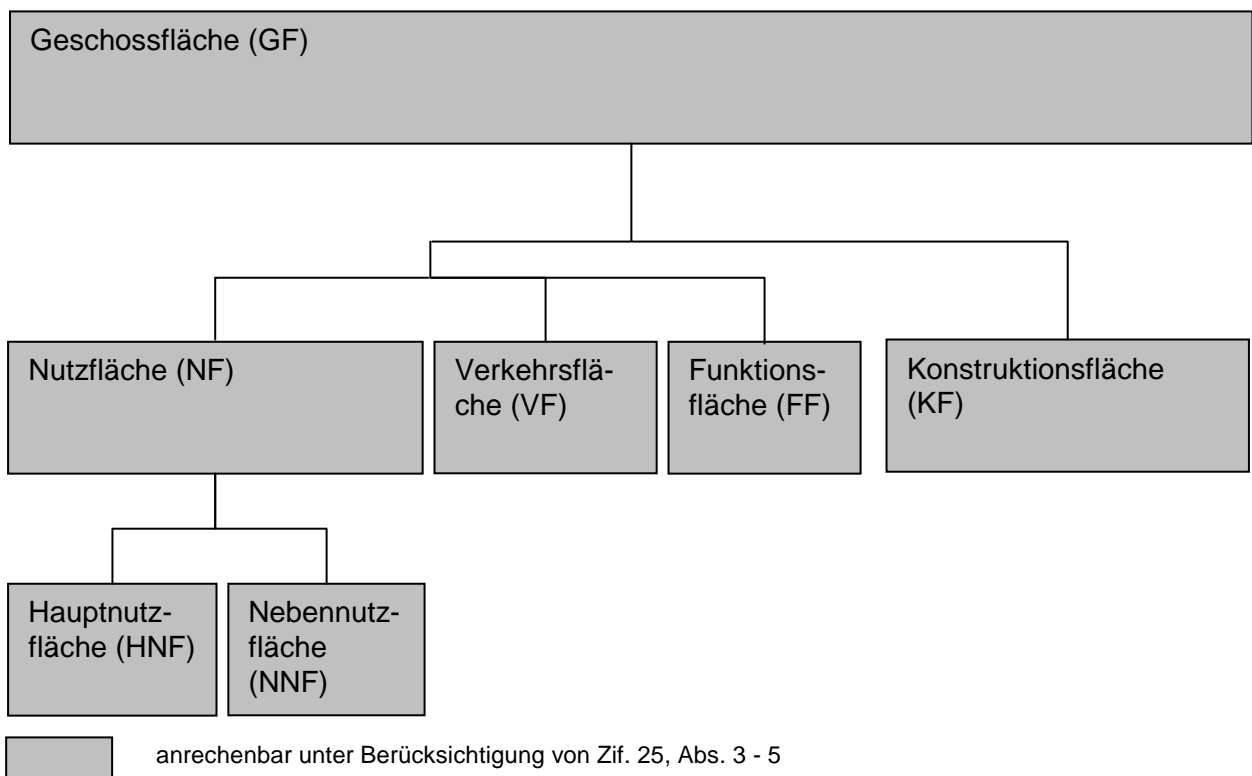 Geschossfläche (GF)
Nutzfläche (NF)
Verkehrsflä-
che (VF)
Funktions-
fläche (FF)
Konstruktionsfläche
(KF)
Hauptnutz-
fläche (HNF)
Nebennutz-
fläche
(NNF)
anrechenbar unter Berücksichtigung von Zif. 25, Abs. 3 - 5